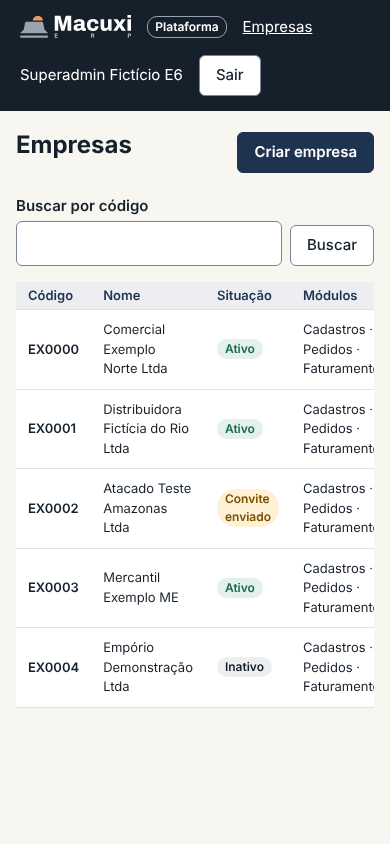 Macuxi
E R P
Plataforma
Empresas
Superadmin Fictício E6
Sair
Empresas
Criar empresa
Buscar por código
Buscar
Código Nome Situação Módulos
EX0000 Comercial Exemplo Norte Ltda Ativo Cadastros · Pedidos · Faturamento
EX0001 Distribuidora Fictícia do Rio Ltda Ativo Cadastros · Pedidos · Faturamento
EX0002 Atacado Teste Amazonas Ltda Convite enviado Cadastros · Pedidos · Faturamento
EX0003 Mercantil Exemplo ME Ativo Cadastros · Pedidos · Faturamento
EX0004 Empório Demonstração Ltda Inativo Cadastros · Pedidos · Faturamento